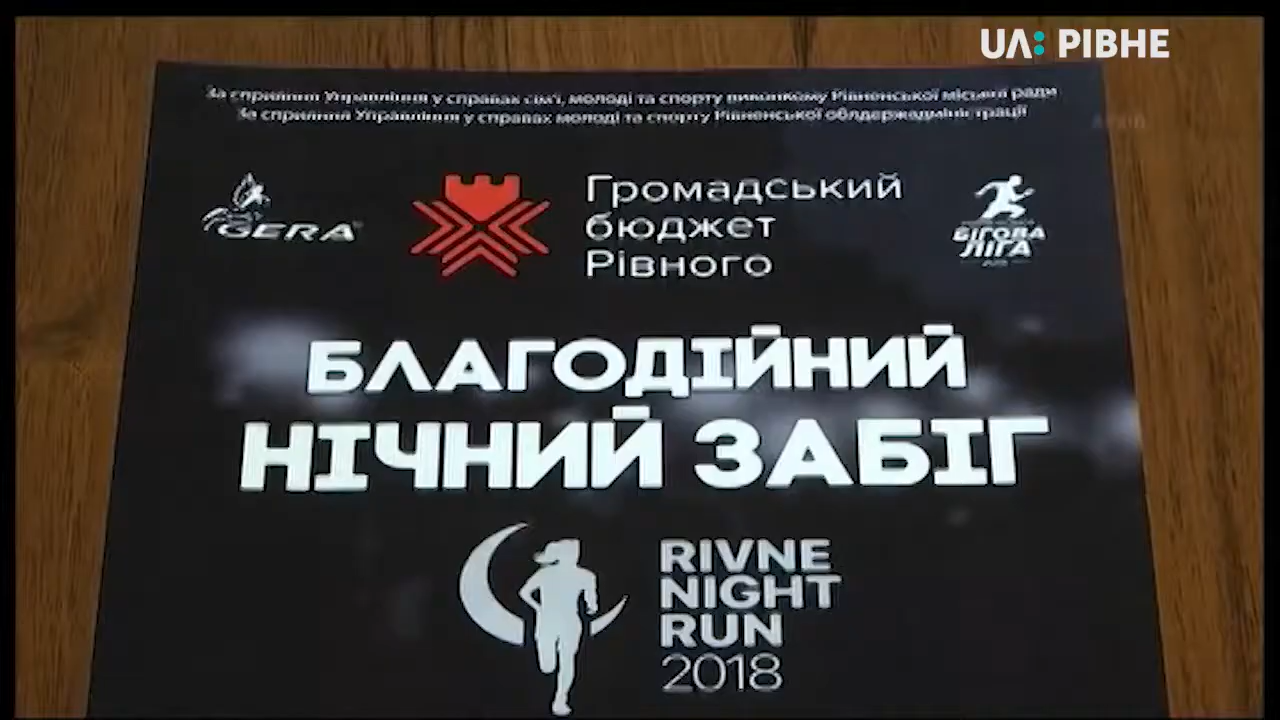 UA: РІВНЕ
За сприяння Управління у справах сім'ї, молоді та спорту виконкому Рівненської міської ради
За сприяння Управління у справах молоді та спорту Рівненської облдержадміністрації
GERA
Громадський
бюджет
Рівного
БІГОВА
ЛІГА
БЛАГОДІЙНИЙ
НІЧНИЙ ЗАБІГ
RIVNE
NIGHT
RUN
2018